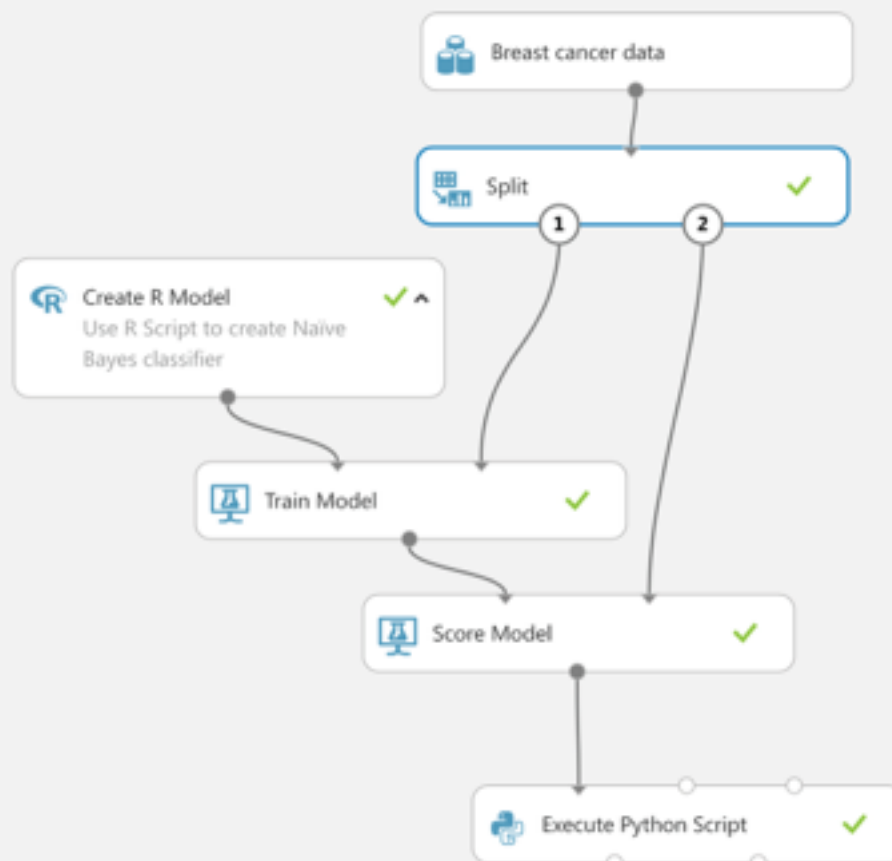 Breast cancer data
Split
1
2
Create R Model
Use R Script to create Naïve
Bayes classifier
Train Model
Score Model
Execute Python Script